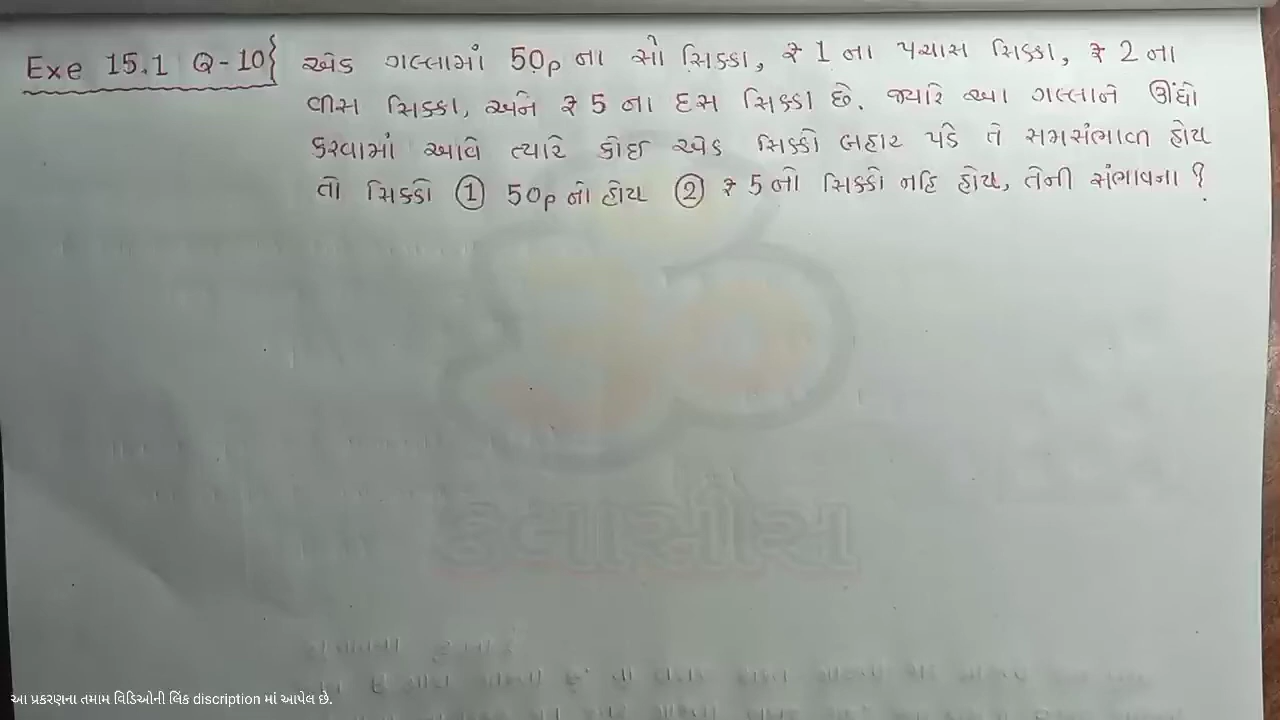 Exe 15.1 Q-10} એક ગલ્લામાં 50p ના સો સિક્કા, ₹ 1 ના પચાસ સિક્કા, ₹ 2 ના
વીસ સિક્કા, અને ₹ 5 ના દસ સિક્કા છે. જ્યારે આ ગલ્લાને ઊંધો
કરવામાં આવે ત્યારે કોઈ એક સિક્કો બહાર પડે તે સમસંભાવી હોય
તો સિક્કો ① 50p નો હોય ② ₹ 5 નો સિક્કો નહિ હોય, તેની સંભાવના ?
ક્લાસીસ
આ પ્રકરણના તમામ વિડિઓની લિંક discription માં આપેલ છે.